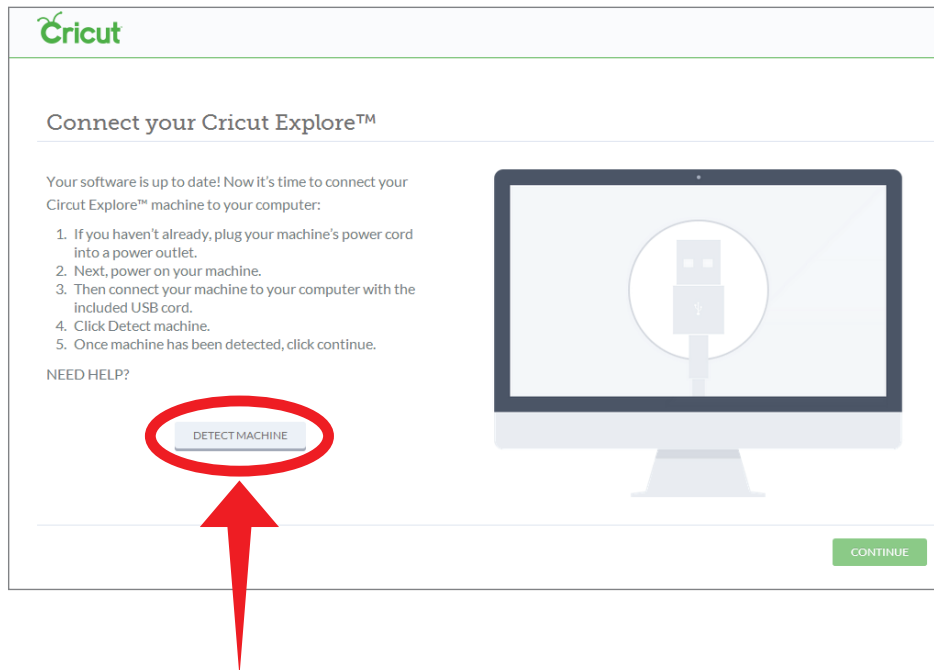 Cricut
Connect your Cricut Explore™
Your software is up to date! Now it's time to connect your
Circut Explore™ machine to your computer:
1. If you haven't already, plug your machine's power cord
into a power outlet.
2. Next, power on your machine.
3. Then connect your machine to your computer with the
included USB cord.
4. Click Detect machine.
5. Once machine has been detected, click continue.
NEED HELP?
DETECT MACHINE
CONTINUE